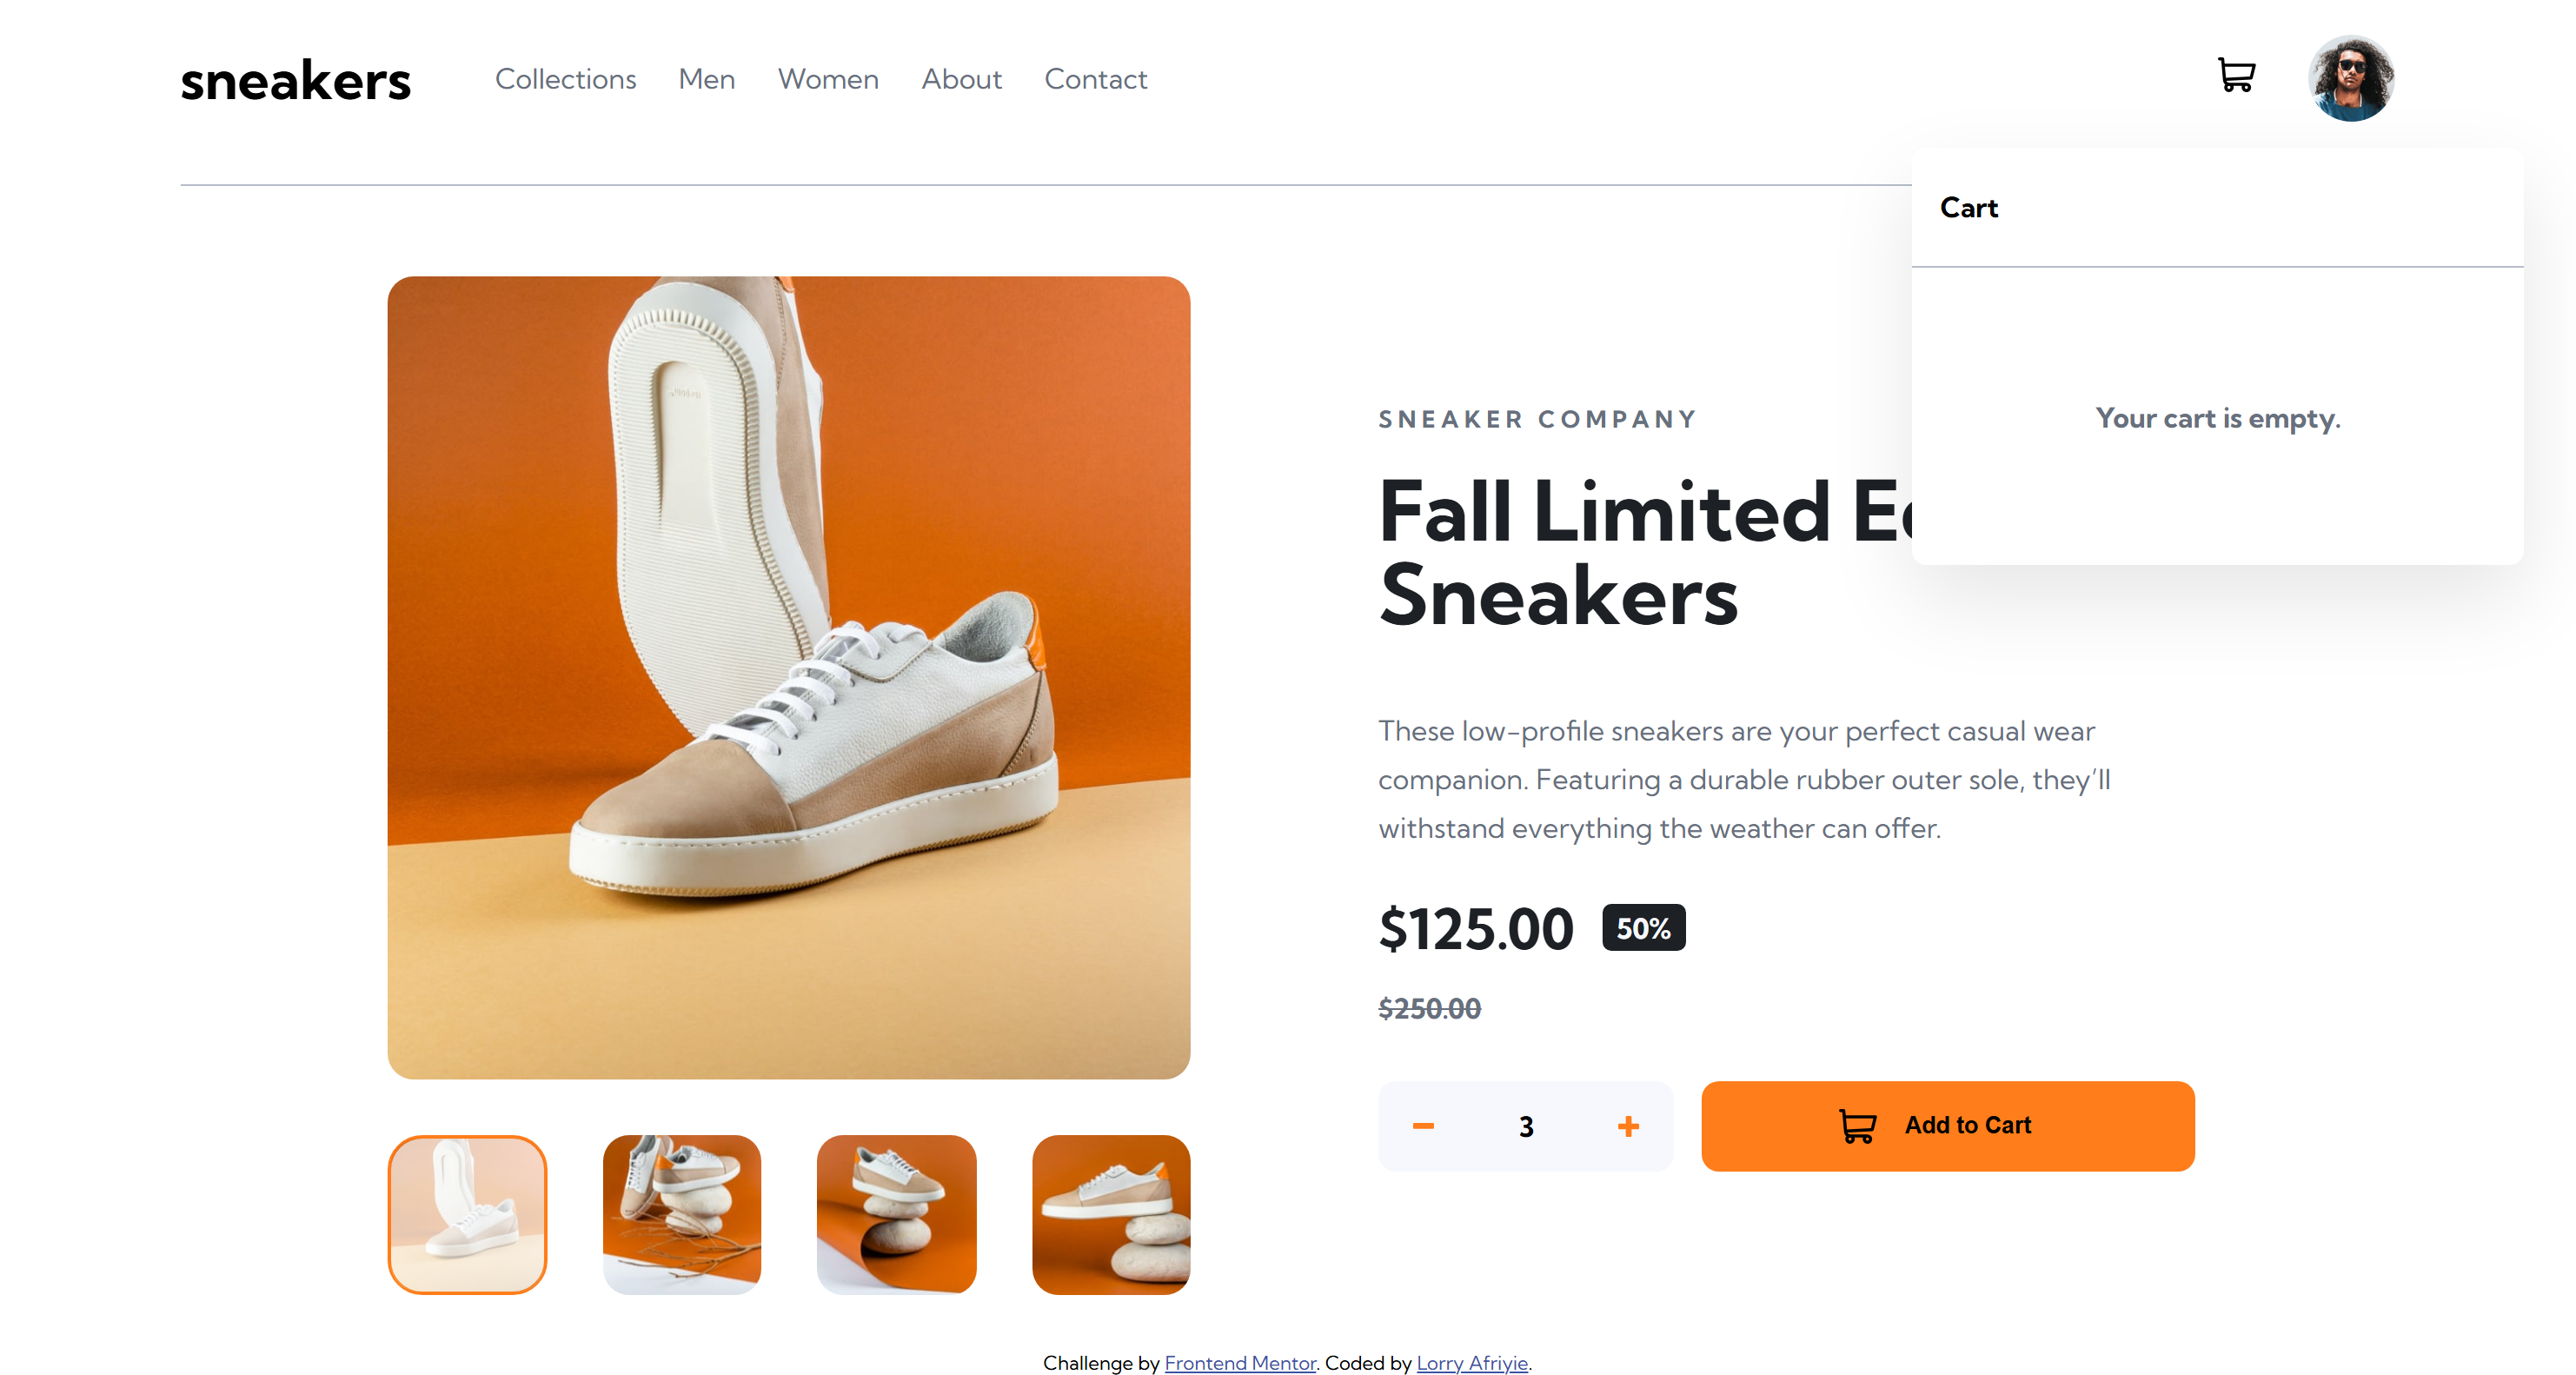 sneakers
Collections Men Women About Contact
Cart
Your cart is empty.
SNEAKER COMPANY
Fall Limited E
Sneakers
These low-profile sneakers are your perfect casual wear
companion. Featuring a durable rubber outer sole, they’ll
withstand everything the weather can offer.
$125.00 50%
$250.00
3
Add to Cart
Challenge by Frontend Mentor. Coded by Lorry Afriyie.